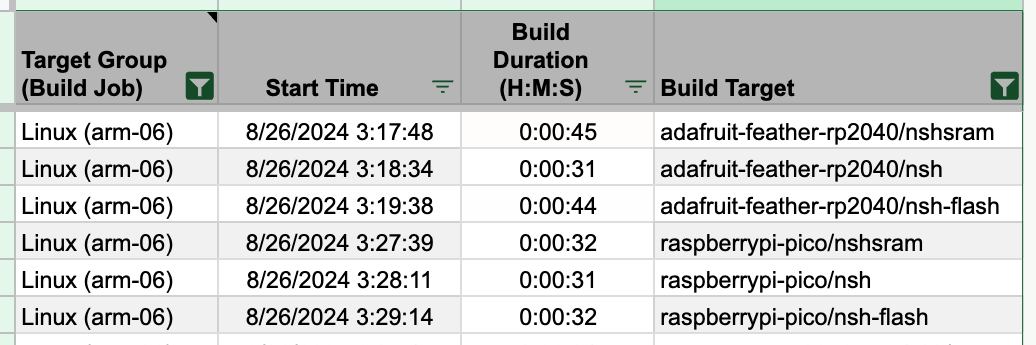 Target Group (Build Job) Start Time Build Duration (H:M:S) Build Target
Linux (arm-06) 8/26/2024 3:17:48 0:00:45 adafruit-feather-rp2040/nshsram
Linux (arm-06) 8/26/2024 3:18:34 0:00:31 adafruit-feather-rp2040/nsh
Linux (arm-06) 8/26/2024 3:19:38 0:00:44 adafruit-feather-rp2040/nsh-flash
Linux (arm-06) 8/26/2024 3:27:39 0:00:32 raspberrypi-pico/nshsram
Linux (arm-06) 8/26/2024 3:28:11 0:00:31 raspberrypi-pico/nsh
Linux (arm-06) 8/26/2024 3:29:14 0:00:32 raspberrypi-pico/nsh-flash